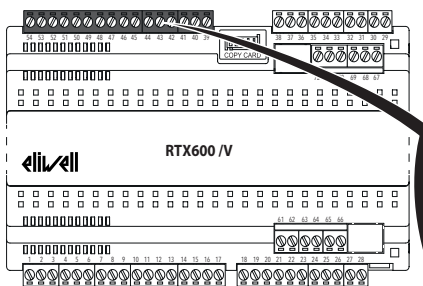 54 53 52 51 50 49 48 47 46 45 44 43 42 41 40 39
38 37 36 35 34 33 32 31 30 29
COPY CARD
69 68 67
eliwell
RTX600 /V
61 62 63 64 65 66
1 2 3 4 5 6 7 8 9 10 11 12 13 14 15 16 17
18 19 20 21 22 23 24 25 26 27 28